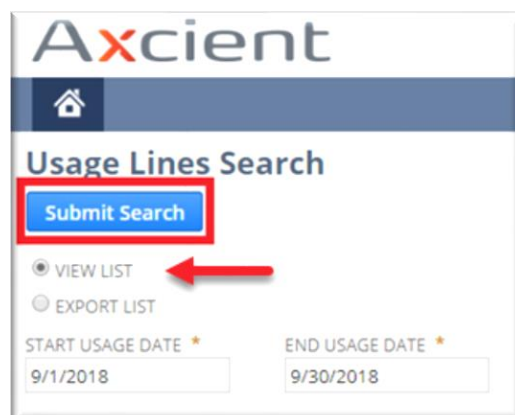 Axcient
Usage Lines Search
Submit Search
VIEW LIST
EXPORT LIST
START USAGE DATE * END USAGE DATE *
9/1/2018 9/30/2018